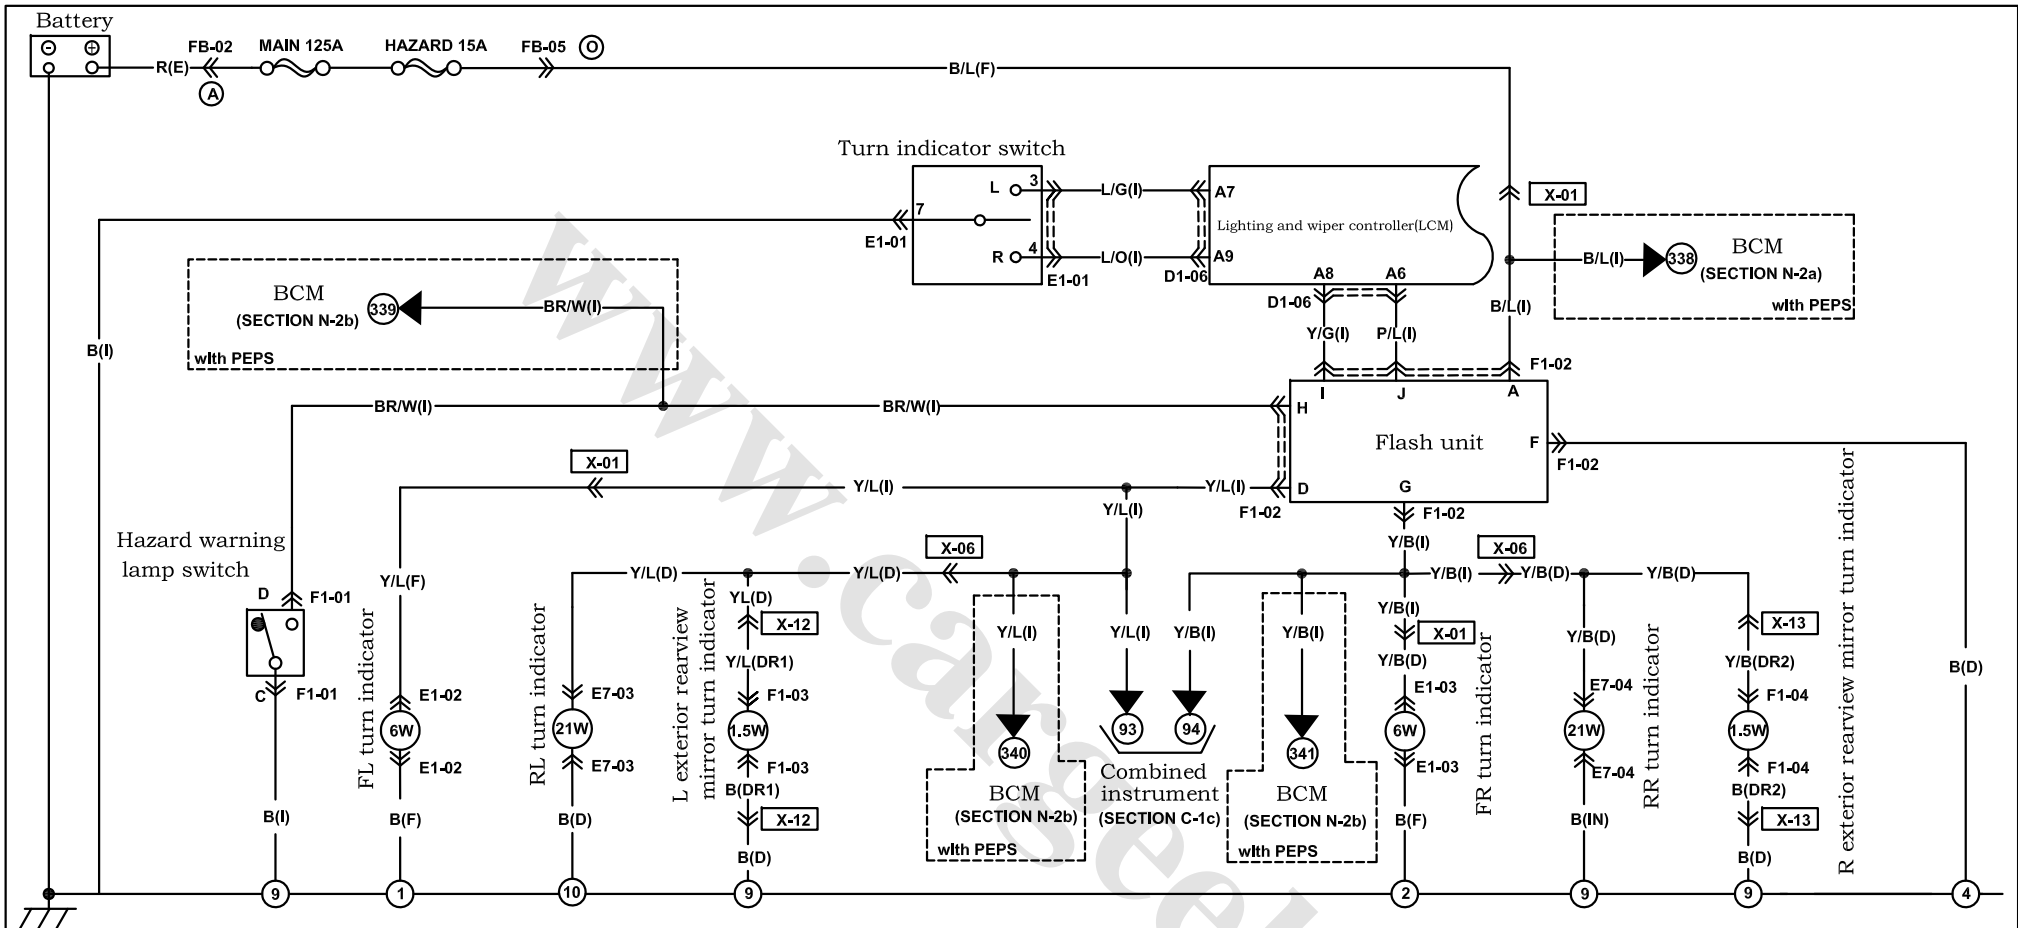 Battery
FB-02
MAIN 125A
HAZARD 15A
FB-05
O
R(E)
A
B/L(F)
Turn indicator switch
L
3
L/G(I)
A7
X-01
7
Lighting and wiper controller(LCM)
E1-01
R
4
L/O(I)
A9
E1-01
D1-06
B/L(I)
338
BCM
(SECTION N-2a)
with PEPS
A8
A6
D1-06
B/L(I)
Y/G(I)
P/L(I)
BCM
(SECTION N-2b)
339
BR/W(I)
with PEPS
B(I)
F1-02
I
J
A
BR/W(I)
BR/W(I)
H
Flash unit
F
F1-02
X-01
Y/L(I)
Y/L(I)
D
G
F1-02
F1-02
Y/L(I)
Y/B(I)
Hazard warning
lamp switch
X-06
X-06
Y/L(D)
Y/L(D)
Y/B(I)
Y/B(D)
Y/B(D)
Y/L(F)
D
F1-01
YL(D)
X-12
Y/L(I)
Y/L(I)
Y/B(I)
Y/B(I)
Y/B(I)
X-01
Y/B(D)
Y/B(D)
X-13
Y/L(DR1)
Y/B(DR2)
B(D)
C
F1-01
FL turn indicator
E1-02
6W
E1-02
RL turn indicator
E7-03
21W
E7-03
L exterior rearview
mirror turn indicator
F1-03
1.5W
F1-03
B(DR1)
X-12
340
BCM
(SECTION N-2b)
with PEPS
93
94
Combined
instrument
(SECTION C-1c)
341
BCM
(SECTION N-2b)
with PEPS
E1-03
6W
E1-03
FR turn indicator
E7-04
21W
E7-04
RR turn indicator
F1-04
1.5W
F1-04
B(DR2)
X-13
R exterior rearview mirror turn indicator
B(I)
B(F)
B(D)
B(D)
B(F)
B(IN)
B(D)
9
1
10
9
2
9
9
4
www.cargeek